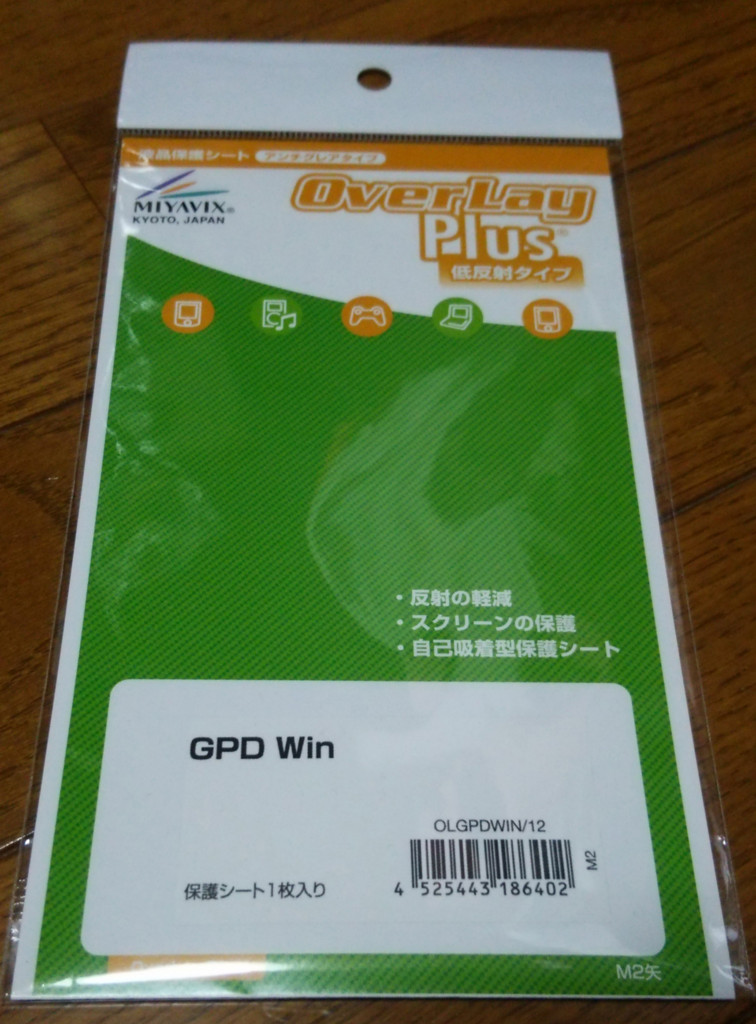 液晶保護シート アンチグレアタイプ
MIYAVIX®
KYOTO, JAPAN
OverLay
Plus®
低反射タイプ
・反射の軽減
・スクリーンの保護
・自己吸着型保護シート
GPD Win
OLGPDWIN/12
M2
4 525443 186402
保護シート1枚入り
M2矢